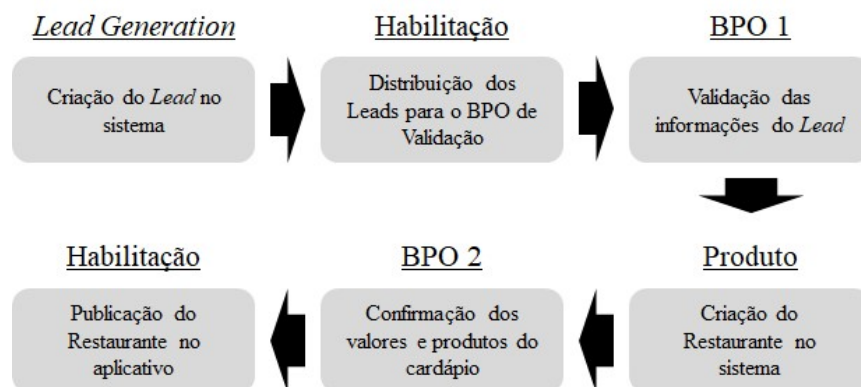 Lead Generation
Criação do Lead no
sistema
Habilitação
Distribuição dos
Leads para o BPO de
Validação
BPO 1
Validação das
informações do Lead
Produto
Criação do
Restaurante no
sistema
BPO 2
Confirmação dos
valores e produtos do
cardápio
Habilitação
Publicação do
Restaurante no
aplicativo